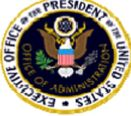 EXECUTIVE OFFICE OF THE PRESIDENT OF THE UNITED STATES
OFFICE OF ADMINISTRATION